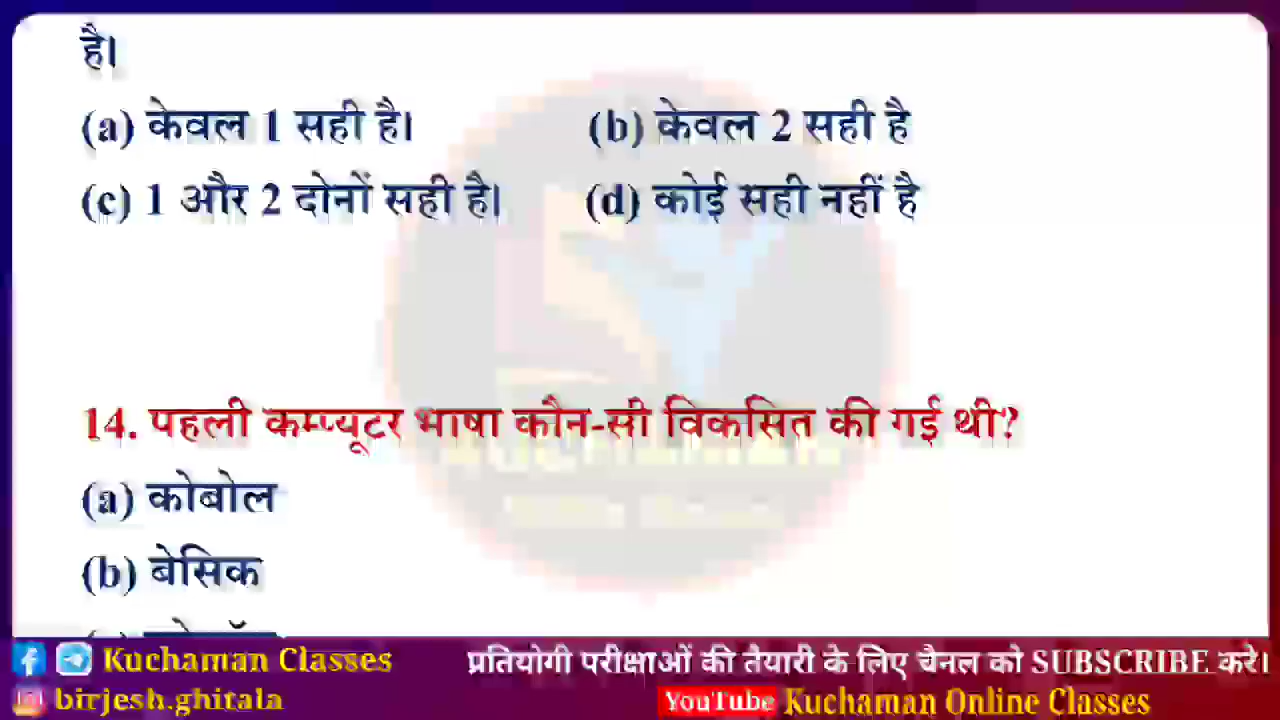 है।
(a) केवल 1 सही है।
(b) केवल 2 सही है
(c) 1 और 2 दोनों सही है।
(d) कोई सही नहीं है
14. पहली कम्प्यूटर भाषा कौन-सी विकसित की गई थी?
(a) कोबोल
(b) बेसिक
Kuchaman Classes
प्रतियोगी परीक्षाओं की तैयारी के लिए चैनल को SUBSCRIBE करे।
birjesh.ghitala
YouTube Kuchaman Online Classes